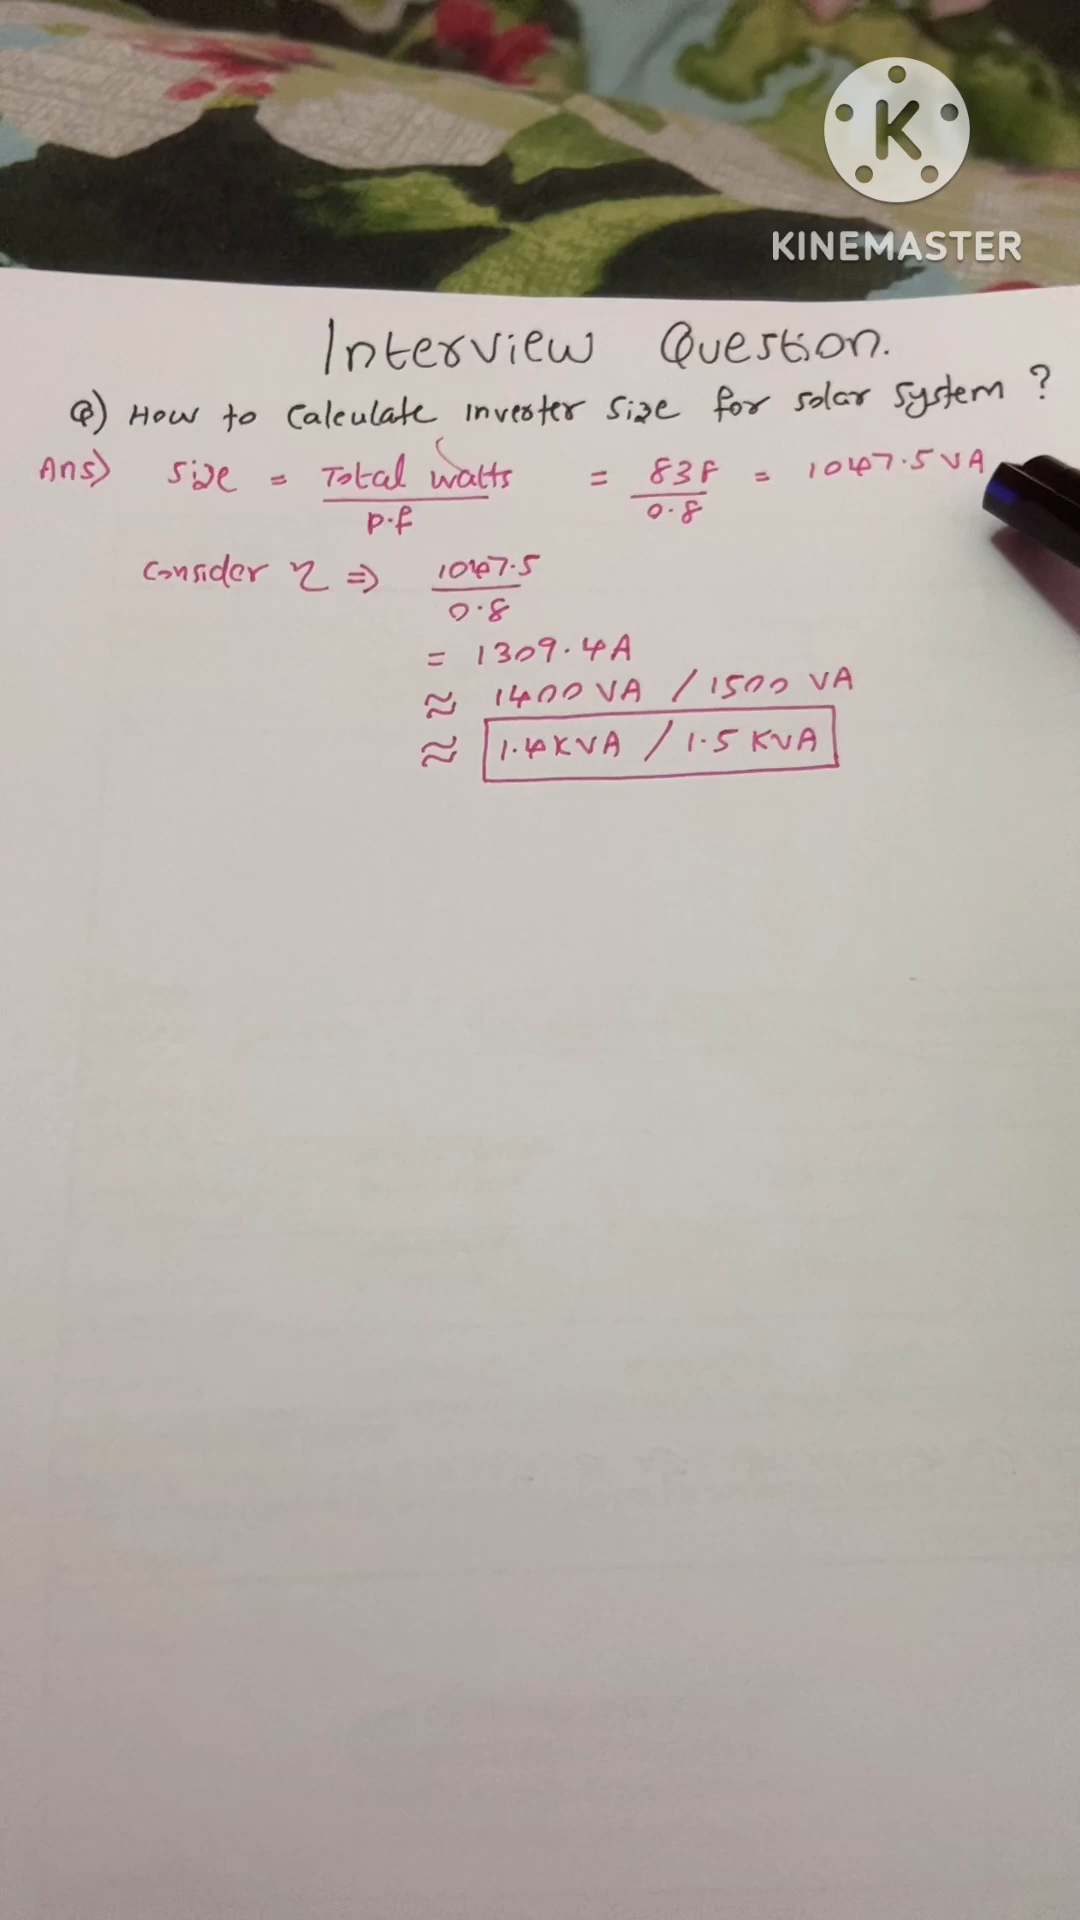 K
KINEMASTER
Interview Question.
Q) How to calculate inverter size for solar system ?
Ans) Size = Total watts / p.f = 838 / 0.8 = 1047.5 VA
Consider η ⇒ 1047.5 / 0.8
= 1309.4A
≈ 1400 VA / 1500 VA
≈ 1.4KVA / 1.5 KVA